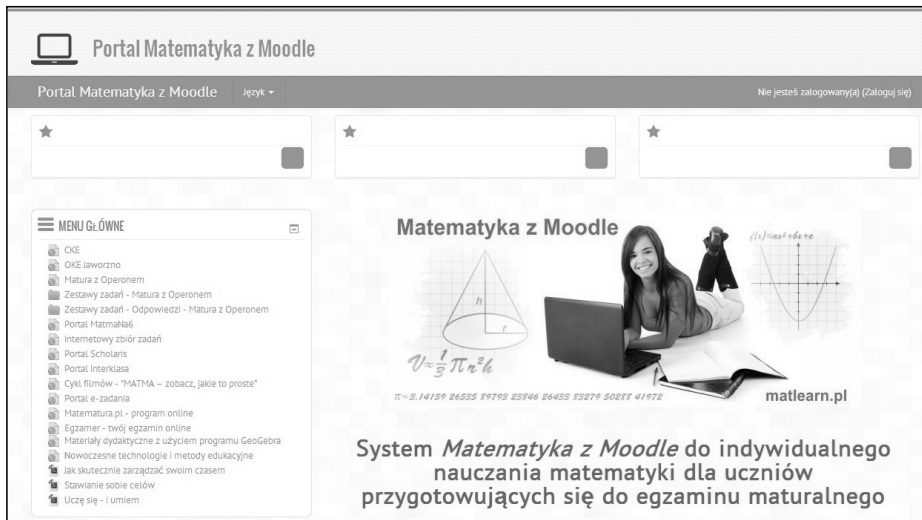 Portal Matematyka z Moodle
Portal Matematyka z Moodle Język Nie jesteś zalogowany(a) (Zaloguj się)
MENU GŁÓWNE
CKE
OKE Jaworzno
Matura z Operonem
Zestawy zadań - Matura z Operonem
Zestawy zadań - Odpowiedzi - Matura z Operonem
Portal MatmaNa6
Internetowy zbiór zadań
Portal Scholaris
Portal Interklasa
Cykl filmów - "MATMA – zobacz, jakie to proste"
Portal e-zadania
Matematura.pl - program online
Egzamer - twój egzamin online
Materiały dydaktyczne z użyciem programu GeoGebra
Nowoczesne technologie i metody edukacyjne
Jak skutecznie zarządzać swoim czasem
Stawianie sobie celów
Uczę się - i umiem
Matematyka z Moodle
f(x)=ax²+bx+c
h
r
V≈1/3 πr²h
π≈3.14159 26535 89793 23846 26433 83279 50288 41972
matlearn.pl
System Matematyka z Moodle do indywidualnego
nauczania matematyki dla uczniów
przygotowujących się do egzaminu maturalnego